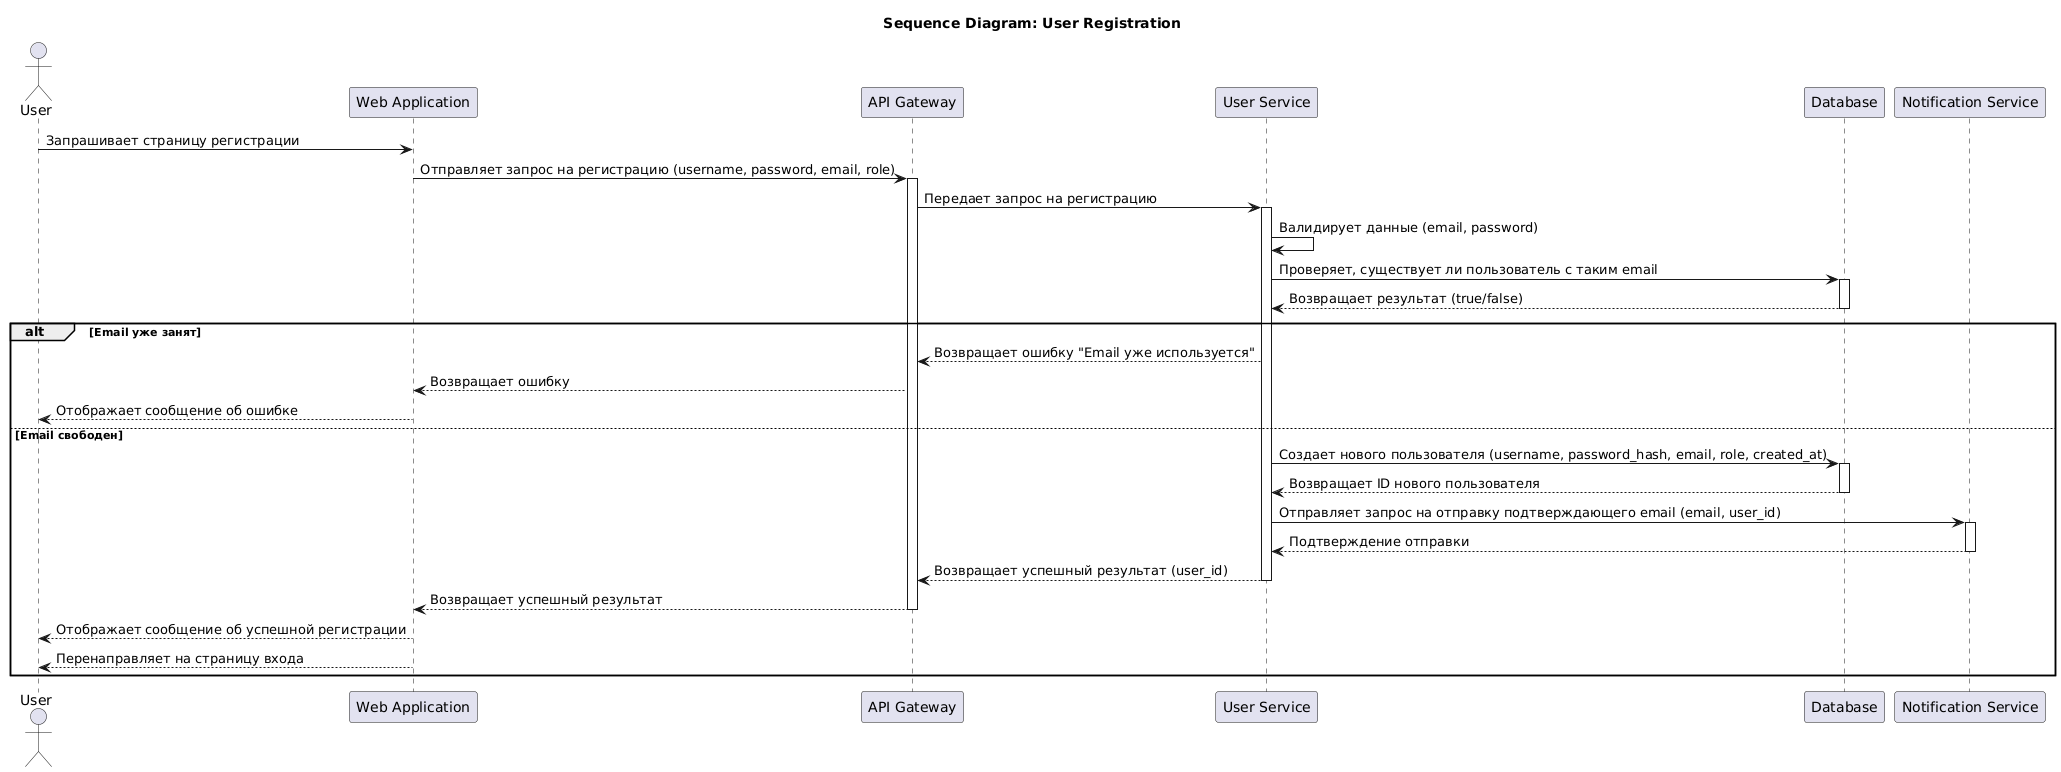 Sequence Diagram: User Registration
User
Web Application
API Gateway
User Service
Database
Notification Service
Запрашивает страницу регистрации
Отправляет запрос на регистрацию (username, password, email, role)
Передает запрос на регистрацию
Валидирует данные (email, password)
Проверяет, существует ли пользователь с таким email
Возвращает результат (true/false)
alt [Email уже занят]
Возвращает ошибку "Email уже используется"
Возвращает ошибку
Отображает сообщение об ошибке
[Email свободен]
Создает нового пользователя (username, password_hash, email, role, created_at)
Возвращает ID нового пользователя
Отправляет запрос на отправку подтверждающего email (email, user_id)
Подтверждение отправки
Возвращает успешный результат (user_id)
Возвращает успешный результат
Отображает сообщение об успешной регистрации
Перенаправляет на страницу входа
User
Web Application
API Gateway
User Service
Database
Notification Service